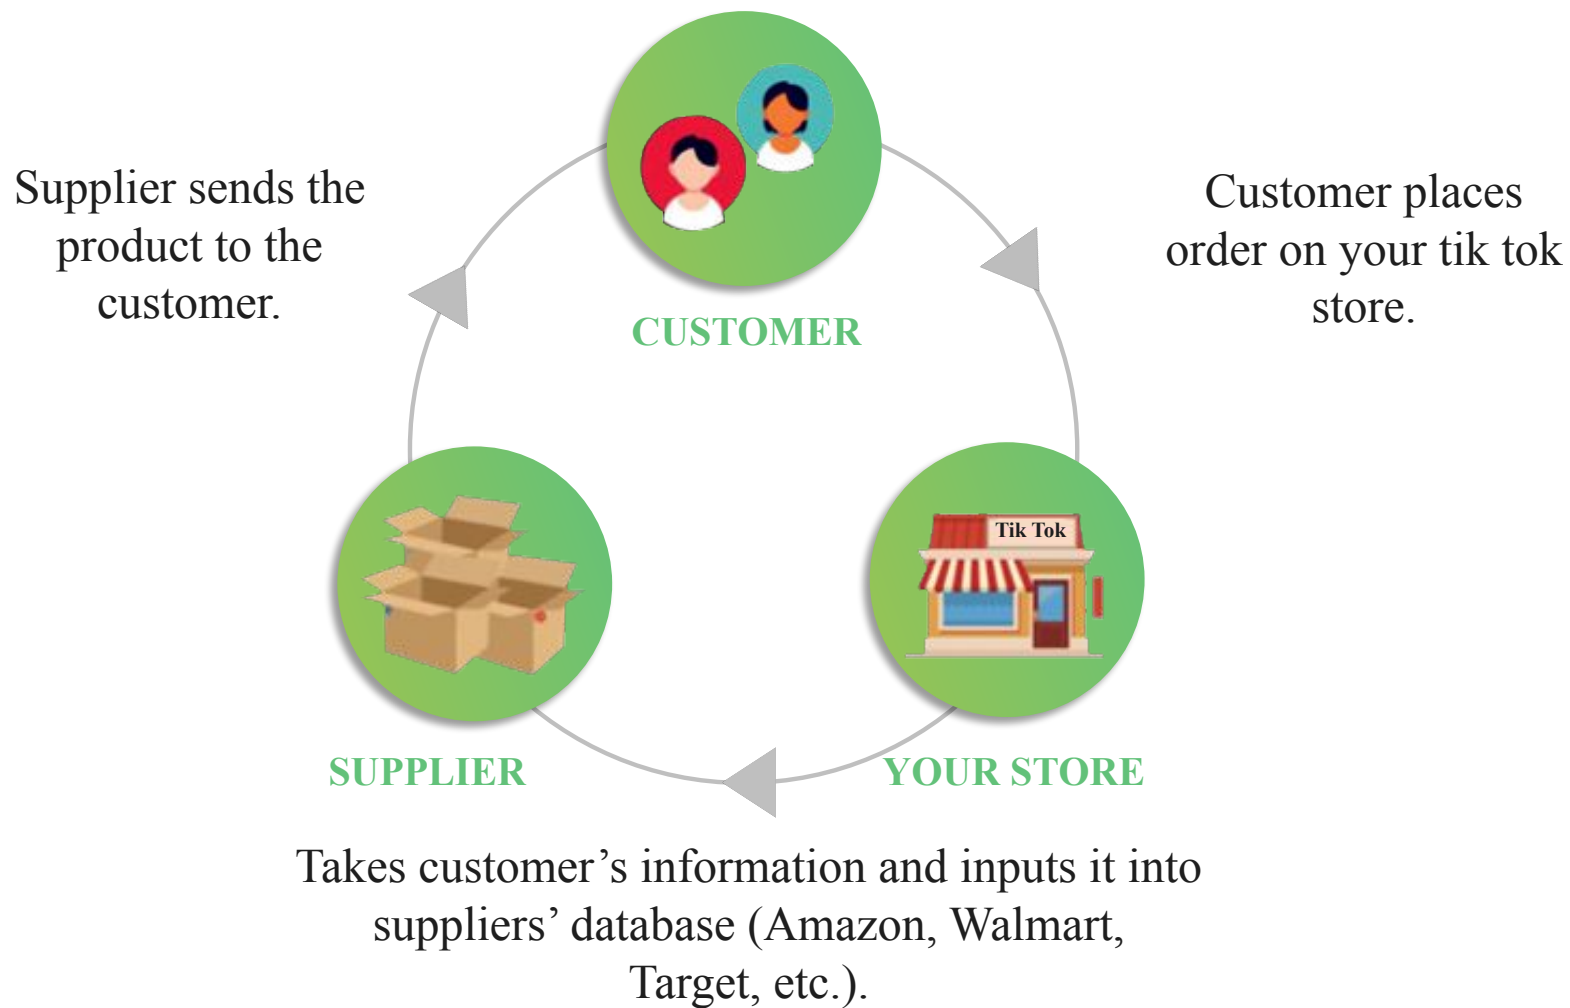 Supplier sends the
product to the
customer.
Customer places
order on your tik tok
store.
CUSTOMER
Tik Tok
SUPPLIER
YOUR STORE
Takes customer’s information and inputs it into
suppliers’ database (Amazon, Walmart,
Target, etc.).